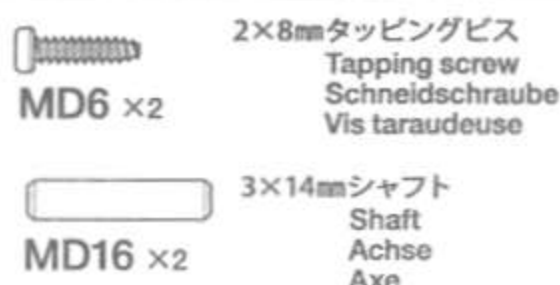 2×8㎜タッピングビス
Tapping screw
MD6 ×2
Schneidschraube
Vis taraudeuse
3×14㎜シャフト
Shaft
MD16 ×2
Achse
Axe